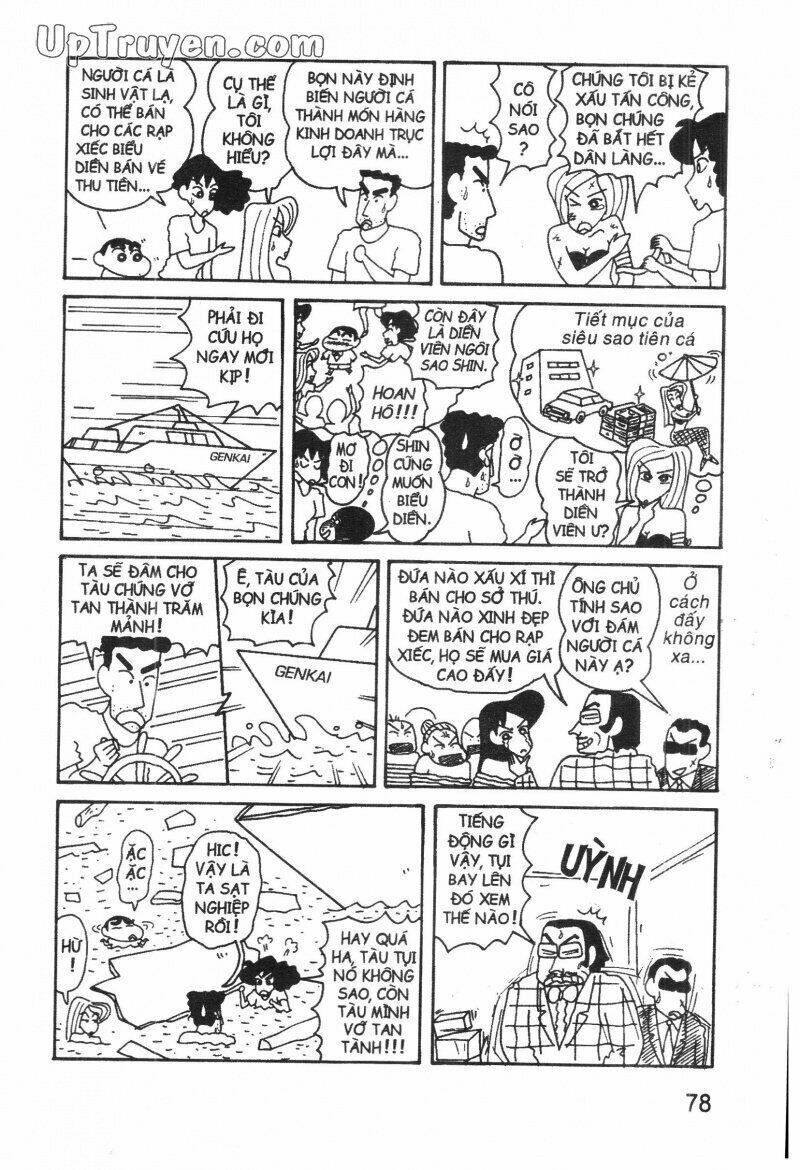 UpTruyen.com
CHÚNG TÔI BỊ KẺ
XẤU TẤN CÔNG,
BỌN CHÚNG
ĐÃ BẮT HẾT
DÂN LÀNG...
CÔ
NÓI SAO
?
BỌN NÀY ĐỊNH
BIẾN NGƯỜI CÁ
THÀNH MÓN HÀNG
KINH DOANH TRỤC
LỢI ĐÂY MÀ...
CỤ THỂ
LÀ GÌ,
TÔI
KHÔNG
HIỂU?
NGƯỜI CÁ LÀ
SINH VẬT LẠ,
CÓ THỂ BÁN
CHO CÁC RẠP
XIẾC BIỂU
DIỄN BÁN VÉ
THU TIỀN...
Tiết mục của
siêu sao tiên cá
TÔI
SẼ TRỞ
THÀNH
DIỄN
VIÊN Ư?
Ờ
Ờ...
CÒN ĐÂY
LÀ DIỄN
VIÊN NGÔI
SAO SHIN.
HOAN
HÔ!!!
SHIN
CŨNG
MUỐN
BIỂU
DIỄN.
MƠ
ĐI
CON!
PHẢI ĐI
CỨU HỌ
NGAY MỚI
KỊP!
GENKAI
Ở
cách
đấy
không
xa...
ÔNG CHỦ
TÍNH SAO
VỚI ĐÁM
NGƯỜI CÁ
NÀY Ạ?
ĐỨA NÀO XẤU XÍ THÌ
BÁN CHO SỞ THÚ.
ĐỨA NÀO XINH ĐẸP
ĐEM BÁN CHO RẠP
XIẾC, HỌ SẼ MUA GIÁ
CAO ĐẤY!
Ê, TÀU CỦA
BỌN CHÚNG
KÌA!
GENKAI
TA SẼ ĐÂM CHO
TÀU CHÚNG VỠ
TAN THÀNH TRĂM
MẢNH!
UỲNH
TIẾNG
ĐỘNG GÌ
VẬY, TỤI
BAY LÊN
ĐÓ XEM
THẾ NÀO!
HAY QUÁ
HA, TÀU TỤI
NÓ KHÔNG
SAO, CÒN
TÀU MÌNH
VỠ TAN
TÀNH!!!
HIC!
VẬY LÀ
TA SẠT
NGHIỆP
RỒI!
ẶC
ẶC
...
HỪ
!
78